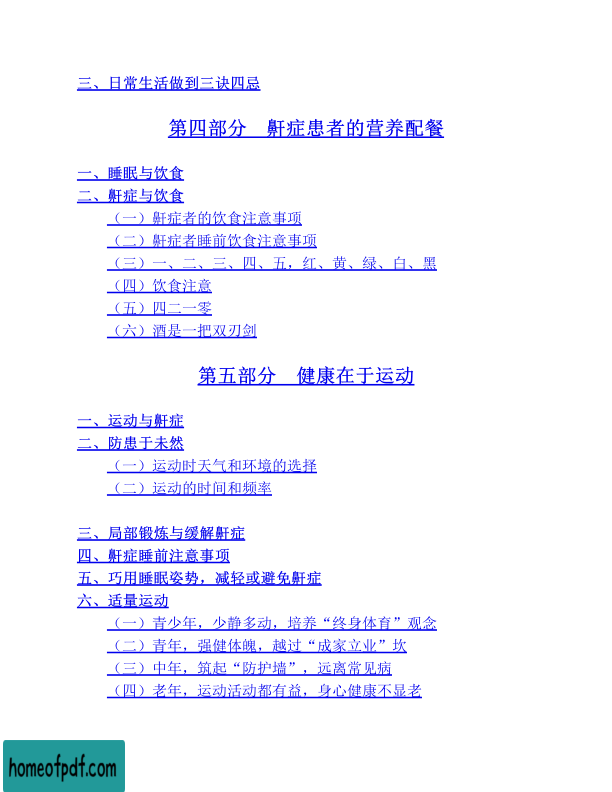 三、日常生活做到三诀四忌
第四部分　鼾症患者的营养配餐
一、睡眠与饮食
二、鼾症与饮食
（一）鼾症者的饮食注意事项
（二）鼾症者睡前饮食注意事项
（三）一、二、三、四、五，红、黄、绿、白、黑
（四）饮食注意
（五）四二一零
（六）酒是一把双刃剑
第五部分　健康在于运动
一、运动与鼾症
二、防患于未然
（一）运动时天气和环境的选择
（二）运动的时间和频率
三、局部锻炼与缓解鼾症
四、鼾症睡前注意事项
五、巧用睡眠姿势，减轻或避免鼾症
六、适量运动
（一）青少年，少静多动，培养“终身体育”观念
（二）青年，强健体魄，越过“成家立业”坎
（三）中年，筑起“防护墙”，远离常见病
（四）老年，运动活动都有益，身心健康不显老
homeofpdf.com